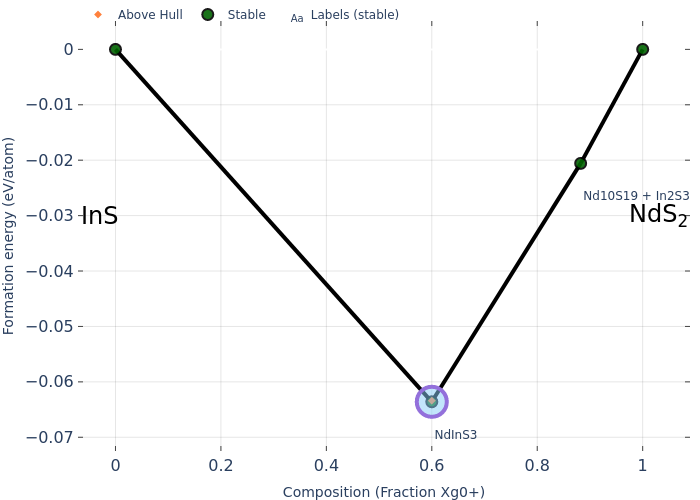 Above Hull
Stable
Aa Labels (stable)
Formation energy (eV/atom)
0
−0.01
−0.02
−0.03
−0.04
−0.05
−0.06
−0.07
InS
Nd10S19 + In2S3
NdS₂
NdInS3
0 0.2 0.4 0.6 0.8 1
Composition (Fraction Xg0+)